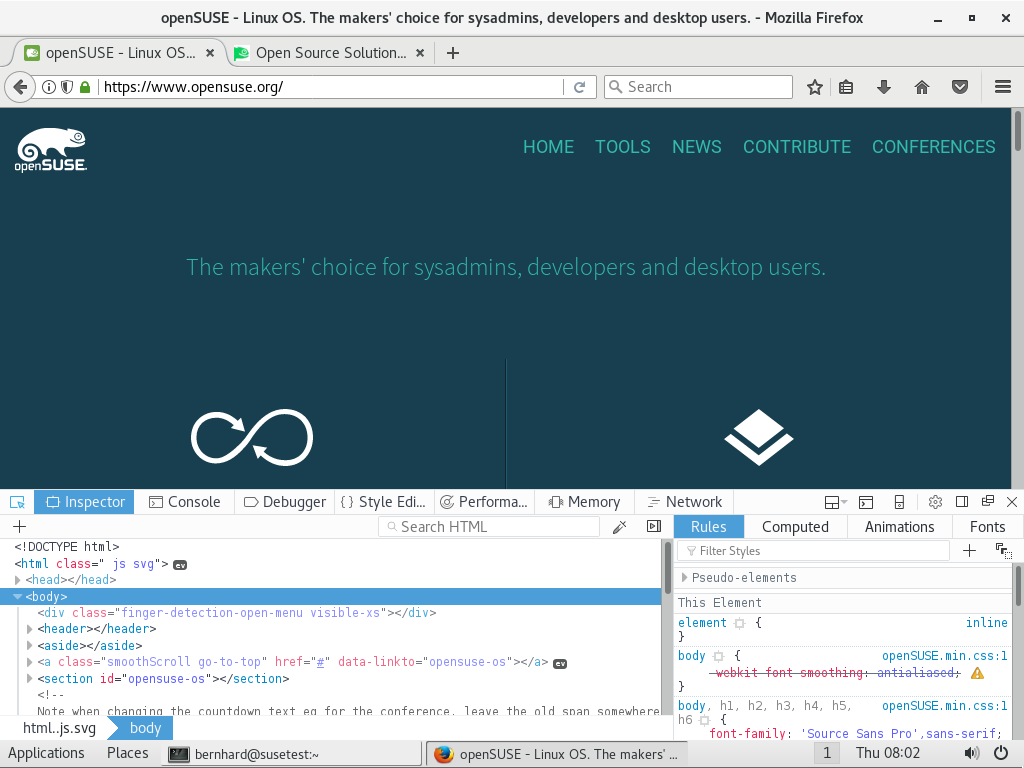 openSUSE - Linux OS. The makers' choice for sysadmins, developers and desktop users. - Mozilla Firefox
openSUSE - Linux OS... Open Source Solution...
https://www.opensuse.org/ Search
openSUSE. HOME TOOLS NEWS CONTRIBUTE CONFERENCES
The makers' choice for sysadmins, developers and desktop users.
Inspector Console Debugger { } Style Edi... Performa... Memory Network
+ Search HTML Rules Computed Animations Fonts
<!DOCTYPE html>
<html class=" js svg"> ev
<head></head>
<body>
<div class="finger-detection-open-menu visible-xs"></div>
<header></header>
<aside></aside>
<a class="smoothScroll go-to-top" href="#" data-linkto="opensuse-os"></a> ev
<section id="opensuse-os"></section>
<!--
Note when changing the countdown text eg for the conference, leave the old span somewhere
html.js.svg body
Filter Styles +
Pseudo-elements
This Element
element { inline
}
body { openSUSE.min.css:1
-webkit-font-smoothing: antialiased;
}
body, h1, h2, h3, h4, h5, openSUSE.min.css:1
h6 {
font-family: 'Source Sans Pro',sans-serif;
Applications Places bernhard@susetest:~ openSUSE - Linux OS. The makers' ... 1 Thu 08:02